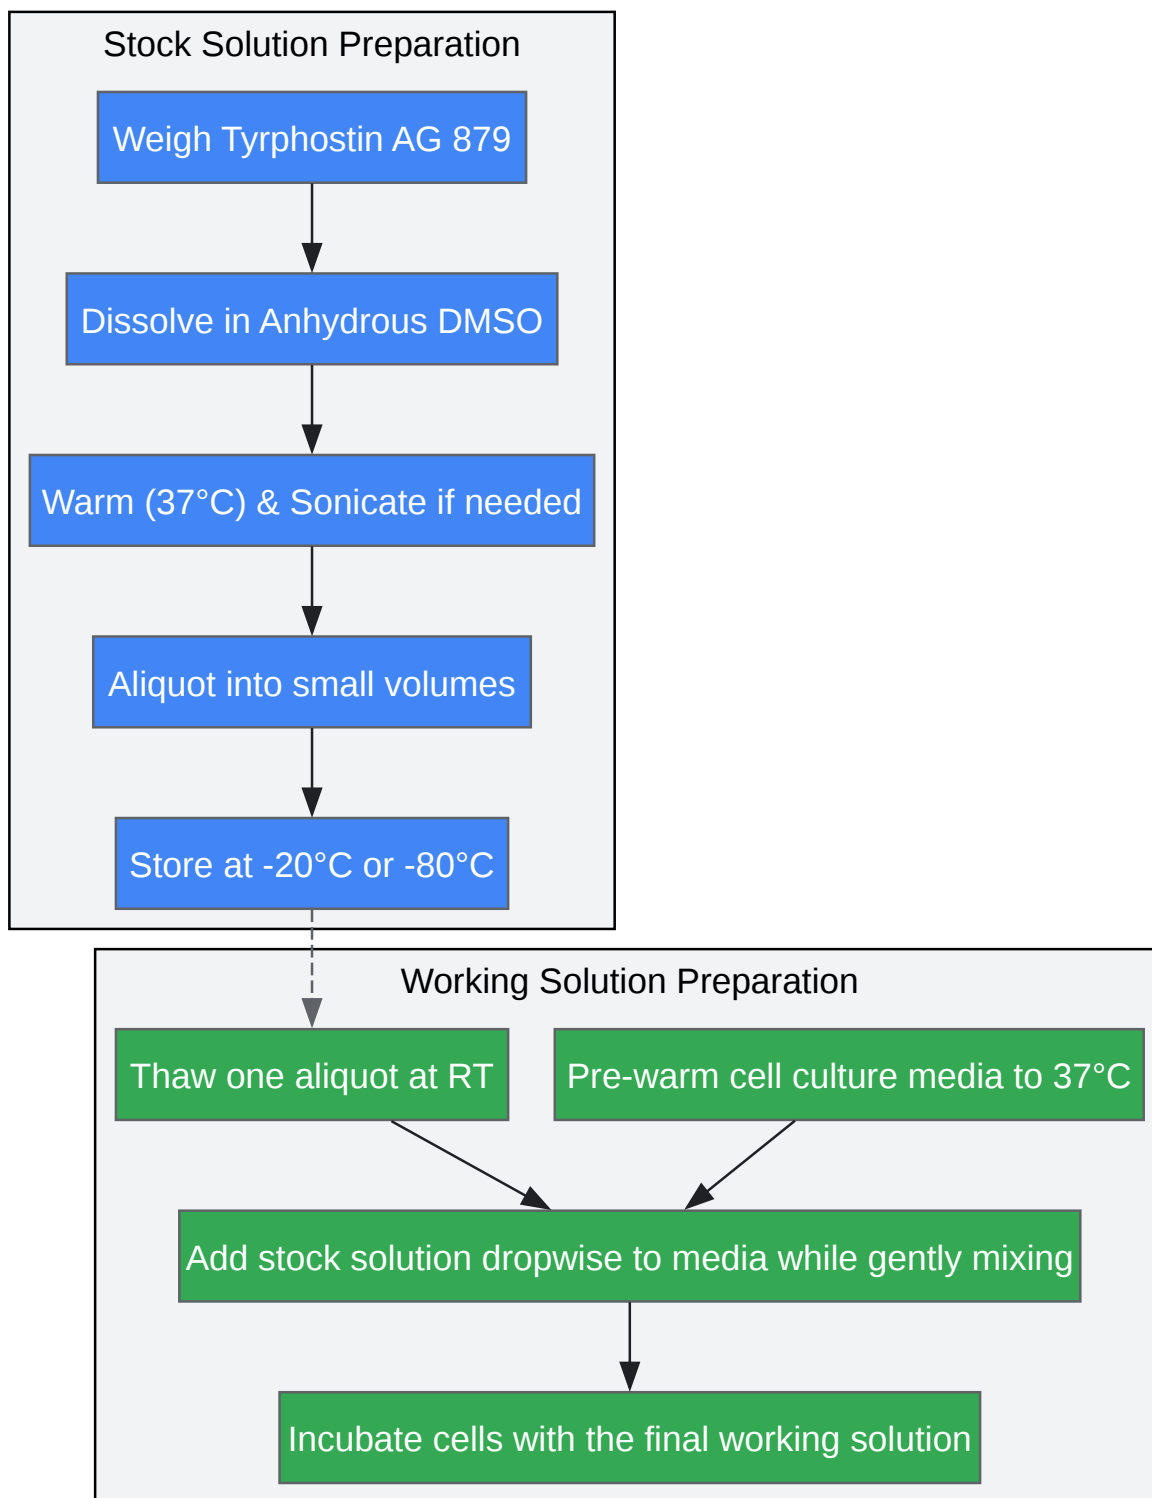 Stock Solution Preparation
Weigh Tyrphostin AG 879
Dissolve in Anhydrous DMSO
Warm (37°C) & Sonicate if needed
Aliquot into small volumes
Store at -20°C or -80°C
Working Solution Preparation
Thaw one aliquot at RT
Pre-warm cell culture media to 37°C
Add stock solution dropwise to media while gently mixing
Incubate cells with the final working solution